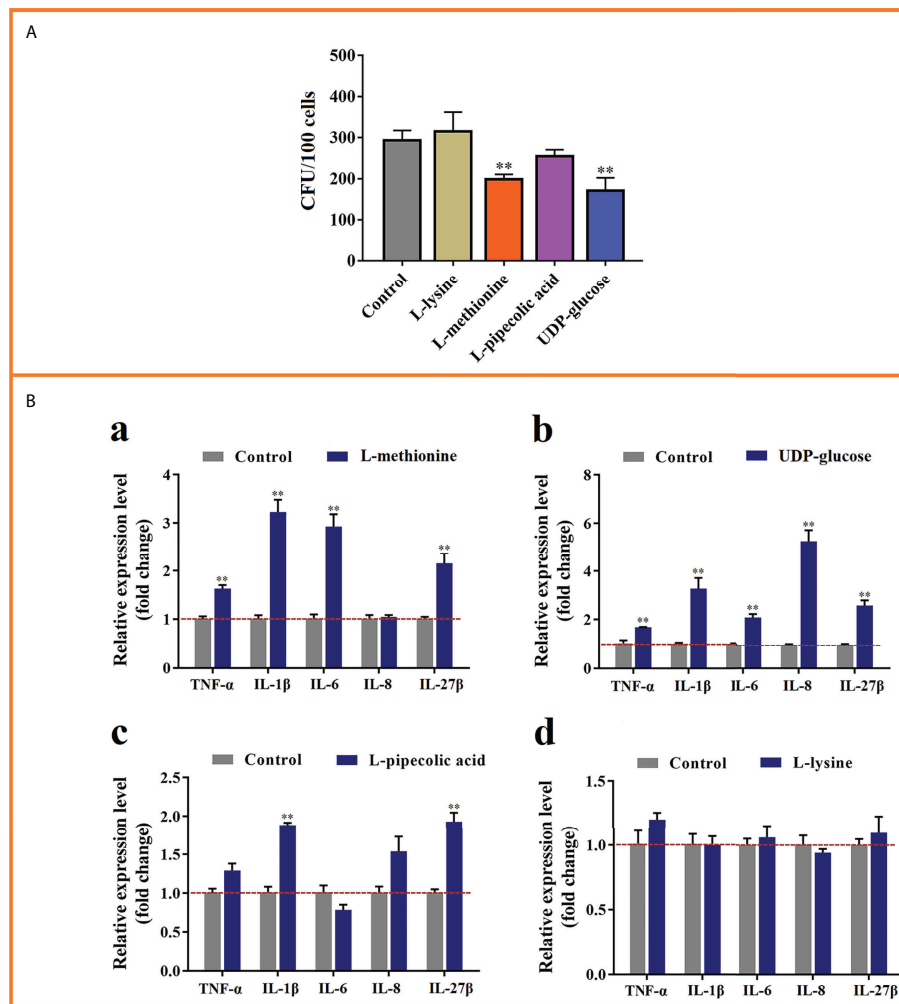 A
CFU/100 cells
500
400
300
200
100
0
**
**
Control
L-lysine
L-methionine
L-pipecolic acid
UDP-glucose
B
a
Control L-methionine
Relative expression level
(fold change)
4
3
2
1
0
**
**
**
**
TNF-α IL-1β IL-6 IL-8 IL-27β
b
Control UDP-glucose
Relative expression level
(fold change)
8
6
4
2
0
**
**
**
**
**
TNF-α IL-1β IL-6 IL-8 IL-27β
c
Control L-pipecolic acid
Relative expression level
(fold change)
2.5
2.0
1.5
1.0
0.5
0.0
**
**
TNF-α IL-1β IL-6 IL-8 IL-27β
d
Control L-lysine
Relative expression level
(fold change)
1.5
1.0
0.5
0.0
TNF-α IL-1β IL-6 IL-8 IL-27β